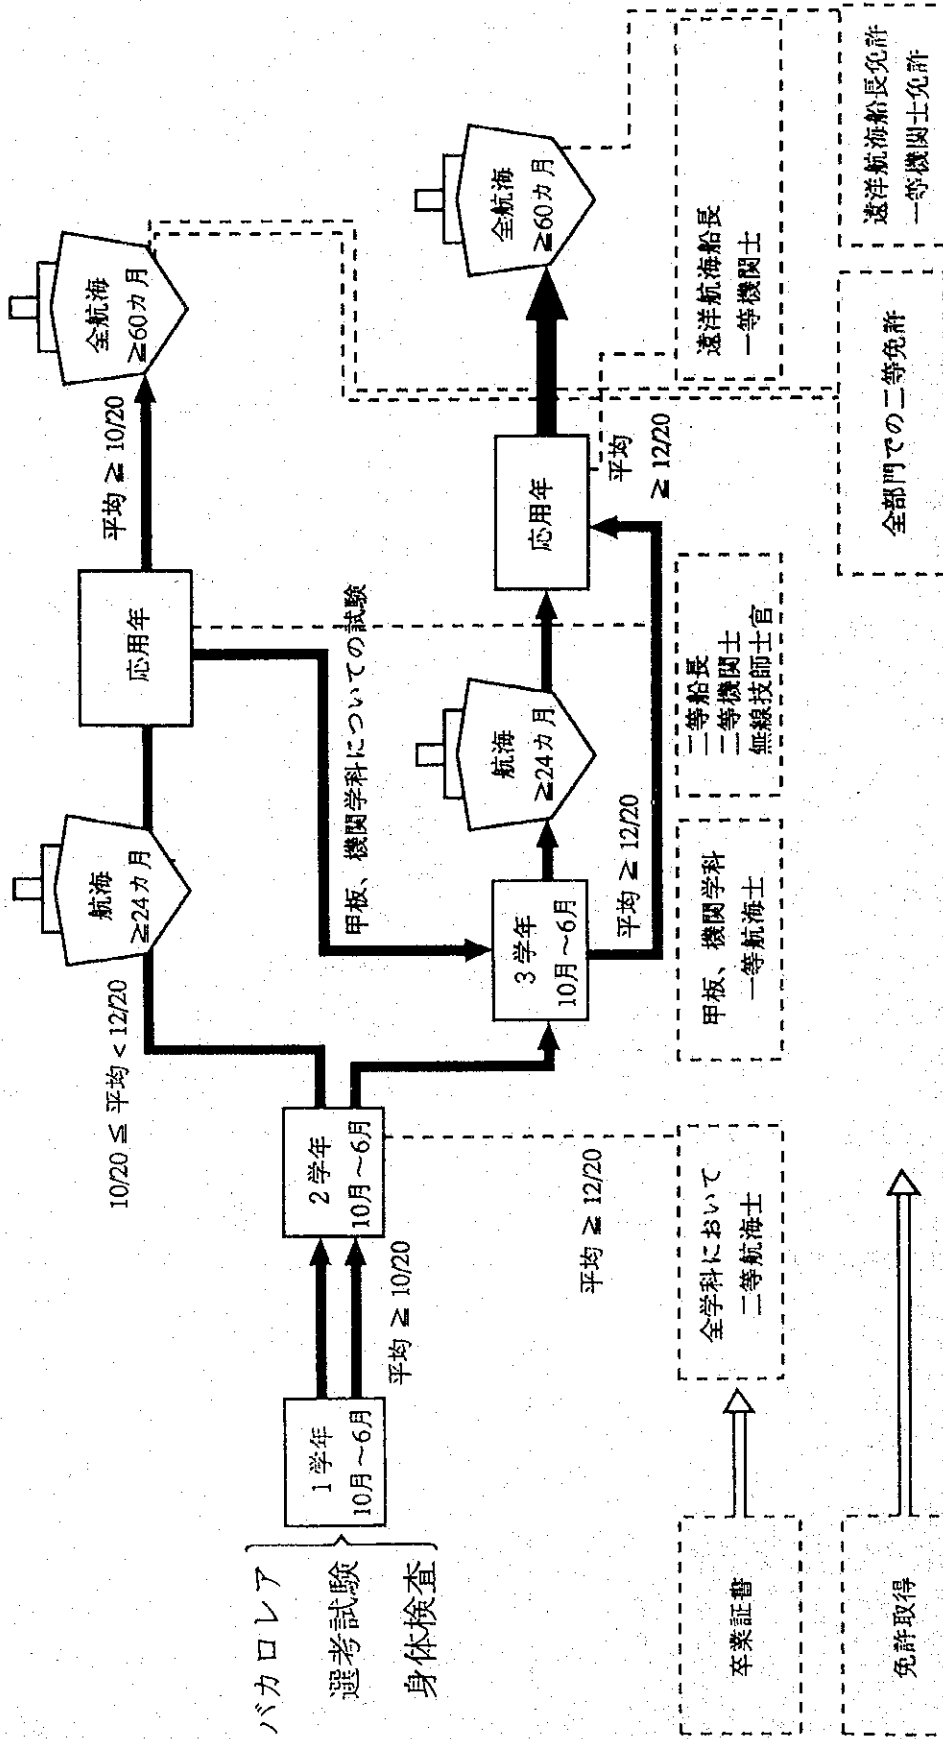 バカロレア
選考試験
身体検査
1学年
10月～6月
平均 ≧ 10/20
2学年
10月～6月
10/20 ≦ 平均 < 12/20
航海
≧24カ月
応用年
平均 ≧ 10/20
全航海
≧60カ月
甲板、機関学科についての試験
3学年
10月～6月
航海
≧24カ月
平均 ≧ 12/20
応用年
平均
≧ 12/20
全航海
≧60カ月
平均 ≧ 12/20
卒業証書
全学科において
二等航海士
甲板、機関学科
一等航海士
二等船長
二等機関士
無線技師士官
遠洋航海船長
一等機関士
免許取得
全部門での二等免許
遠洋航海船長免許
一等機関士免許